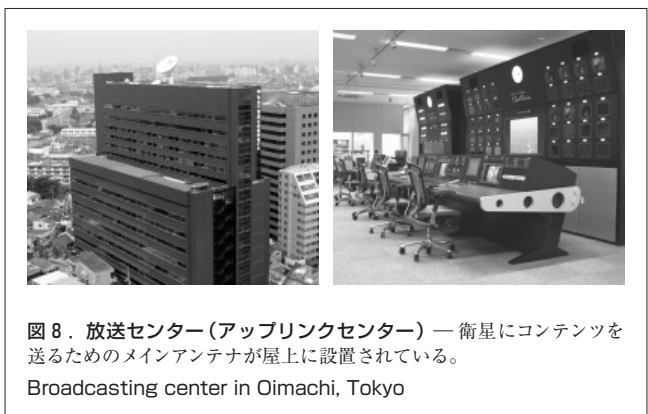 図8．放送センター（アップリンクセンター）― 衛星にコンテンツを
送るためのメインアンテナが屋上に設置されている。
Broadcasting center in Oimachi, Tokyo